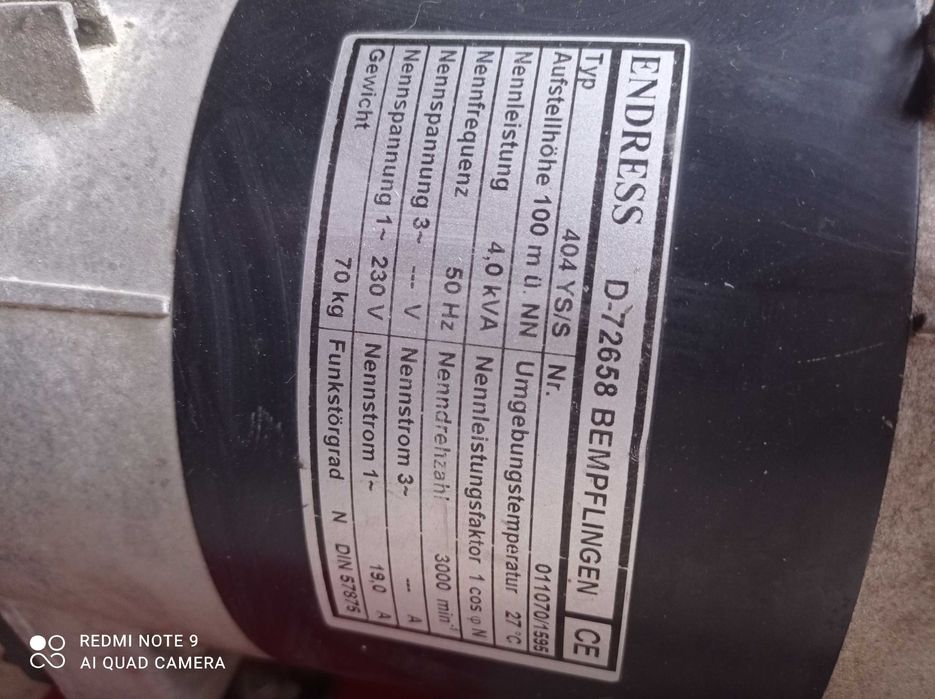 ENDRESS D-72658 BEMPFLINGEN CE
Typ 404 YS/S Nr. 011070/1595
Aufstellhöhe 100 m ü. NN Umgebungstemperatur 27 °C
Nennleistung 4,0 kVA Nennleistungsfaktor 1 cos φ N
Nennfrequenz 50 Hz Nenndrehzahl 3000 min⁻¹
Nennspannung 3~ --- V Nennstrom 3~ --- A
Nennspannung 1~ 230 V Nennstrom 1~ 19,0 A
Gewicht 70 kg Funkstörgrad N DIN 57875
REDMI NOTE 9
AI QUAD CAMERA